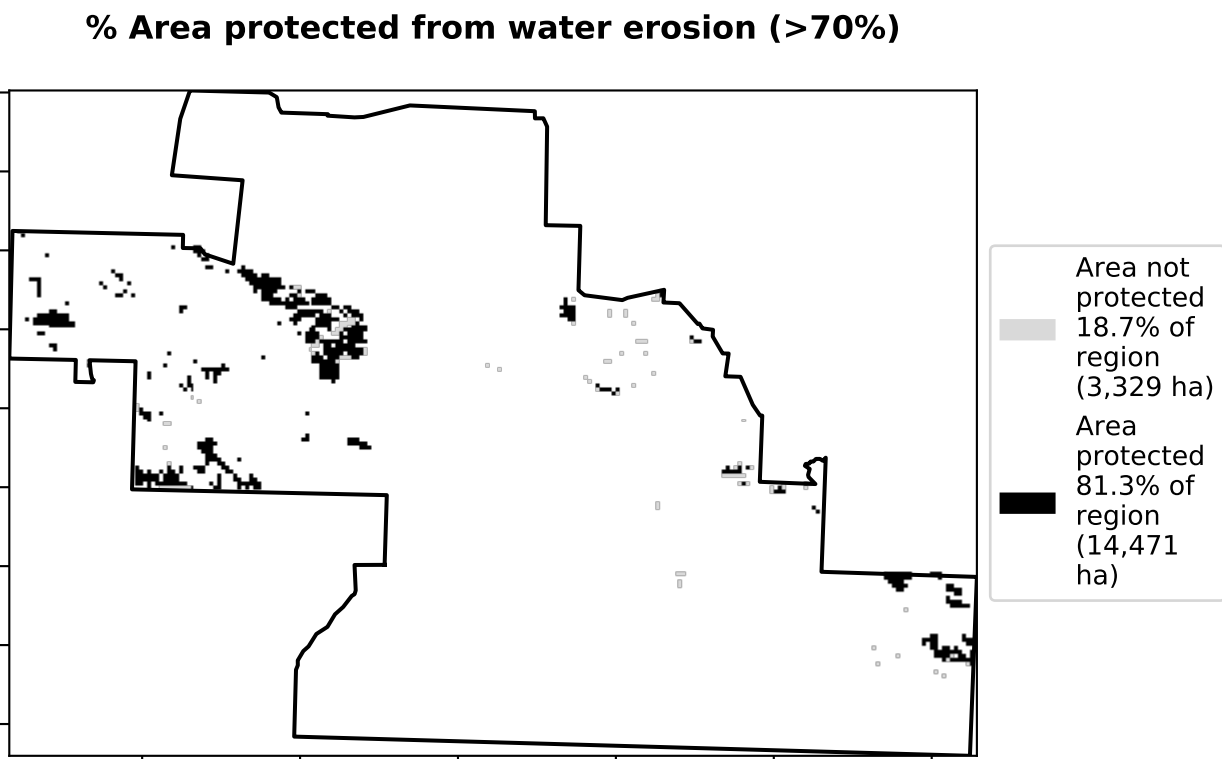 % Area protected from water erosion (>70%)
Area not
protected
18.7% of
region
(3,329 ha)
Area
protected
81.3% of
region
(14,471
ha)